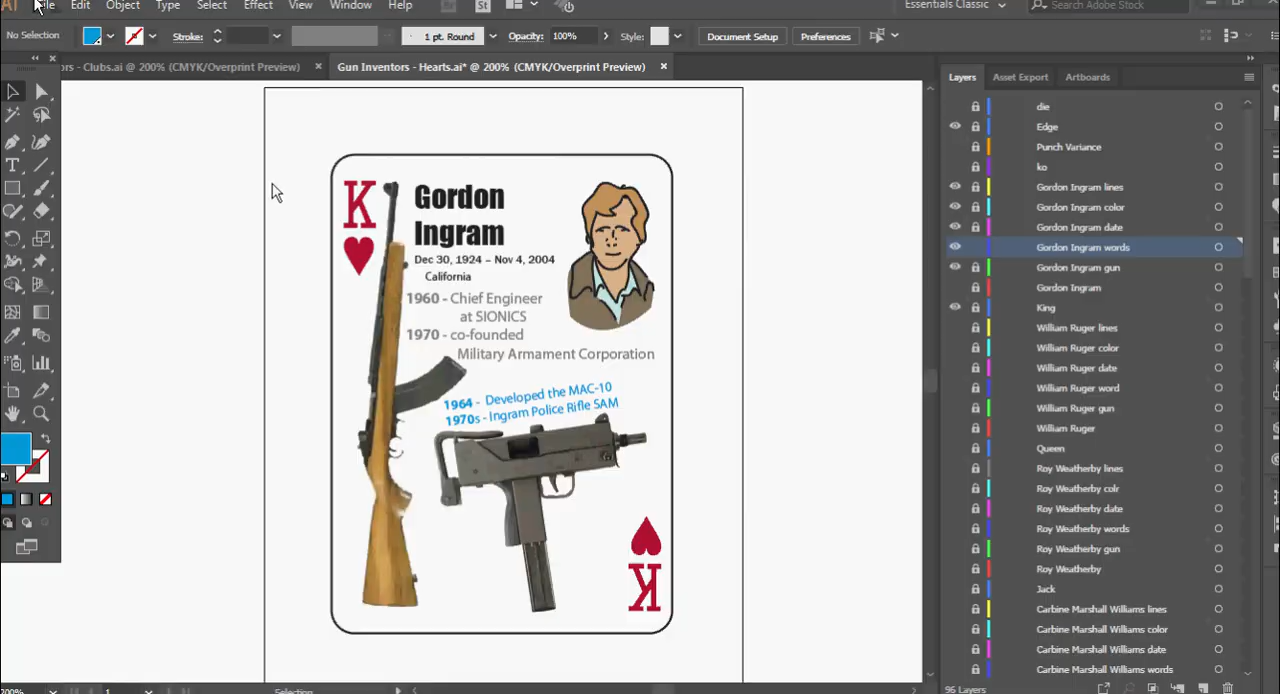 Ai File Edit Object Type Select Effect View Window Help Br St Essentials Classic Search Adobe Stock
No Selection Stroke: 1 pt. Round Opacity: 100% Style: Document Setup Preferences
ors - Clubs.ai @ 200% (CMYK/Overprint Preview) × Gun Inventors - Hearts.ai* @ 200% (CMYK/Overprint Preview) ×
K
Gordon
Ingram
Dec 30, 1924 – Nov 4, 2004
California
1960 - Chief Engineer
at SIONICS
1970 - co-founded
Military Armament Corporation
1964 - Developed the MAC-10
1970s - Ingram Police Rifle SAM
K
Layers Asset Export Artboards
die
Edge
Punch Variance
ko
Gordon Ingram lines
Gordon Ingram color
Gordon Ingram date
Gordon Ingram words
Gordon Ingram gun
Gordon Ingram
King
William Ruger lines
William Ruger color
William Ruger date
William Ruger word
William Ruger gun
William Ruger
Queen
Roy Weatherby lines
Roy Weatherby colr
Roy Weatherby date
Roy Weatherby words
Roy Weatherby gun
Roy Weatherby
Jack
Carbine Marshall Williams lines
Carbine Marshall Williams color
Carbine Marshall Williams date
Carbine Marshall Williams words
200% 1 Selection 96 Layers